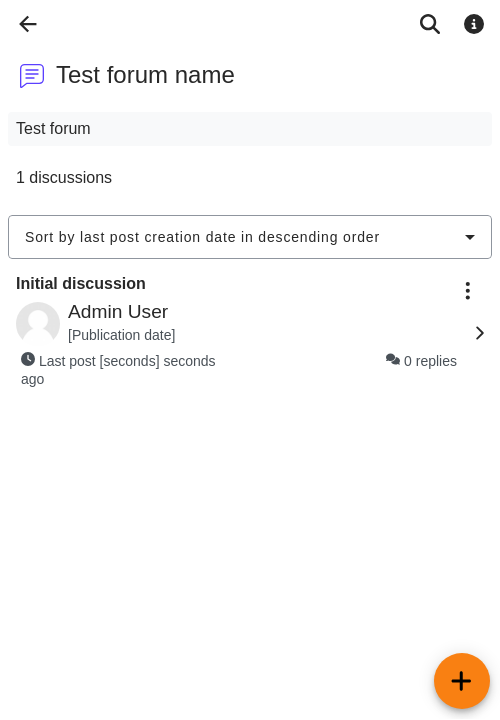 Test forum name
Test forum
1 discussions
Sort by last post creation date in descending order
Initial discussion
Admin User
[Publication date]
Last post [seconds] seconds
ago
0 replies